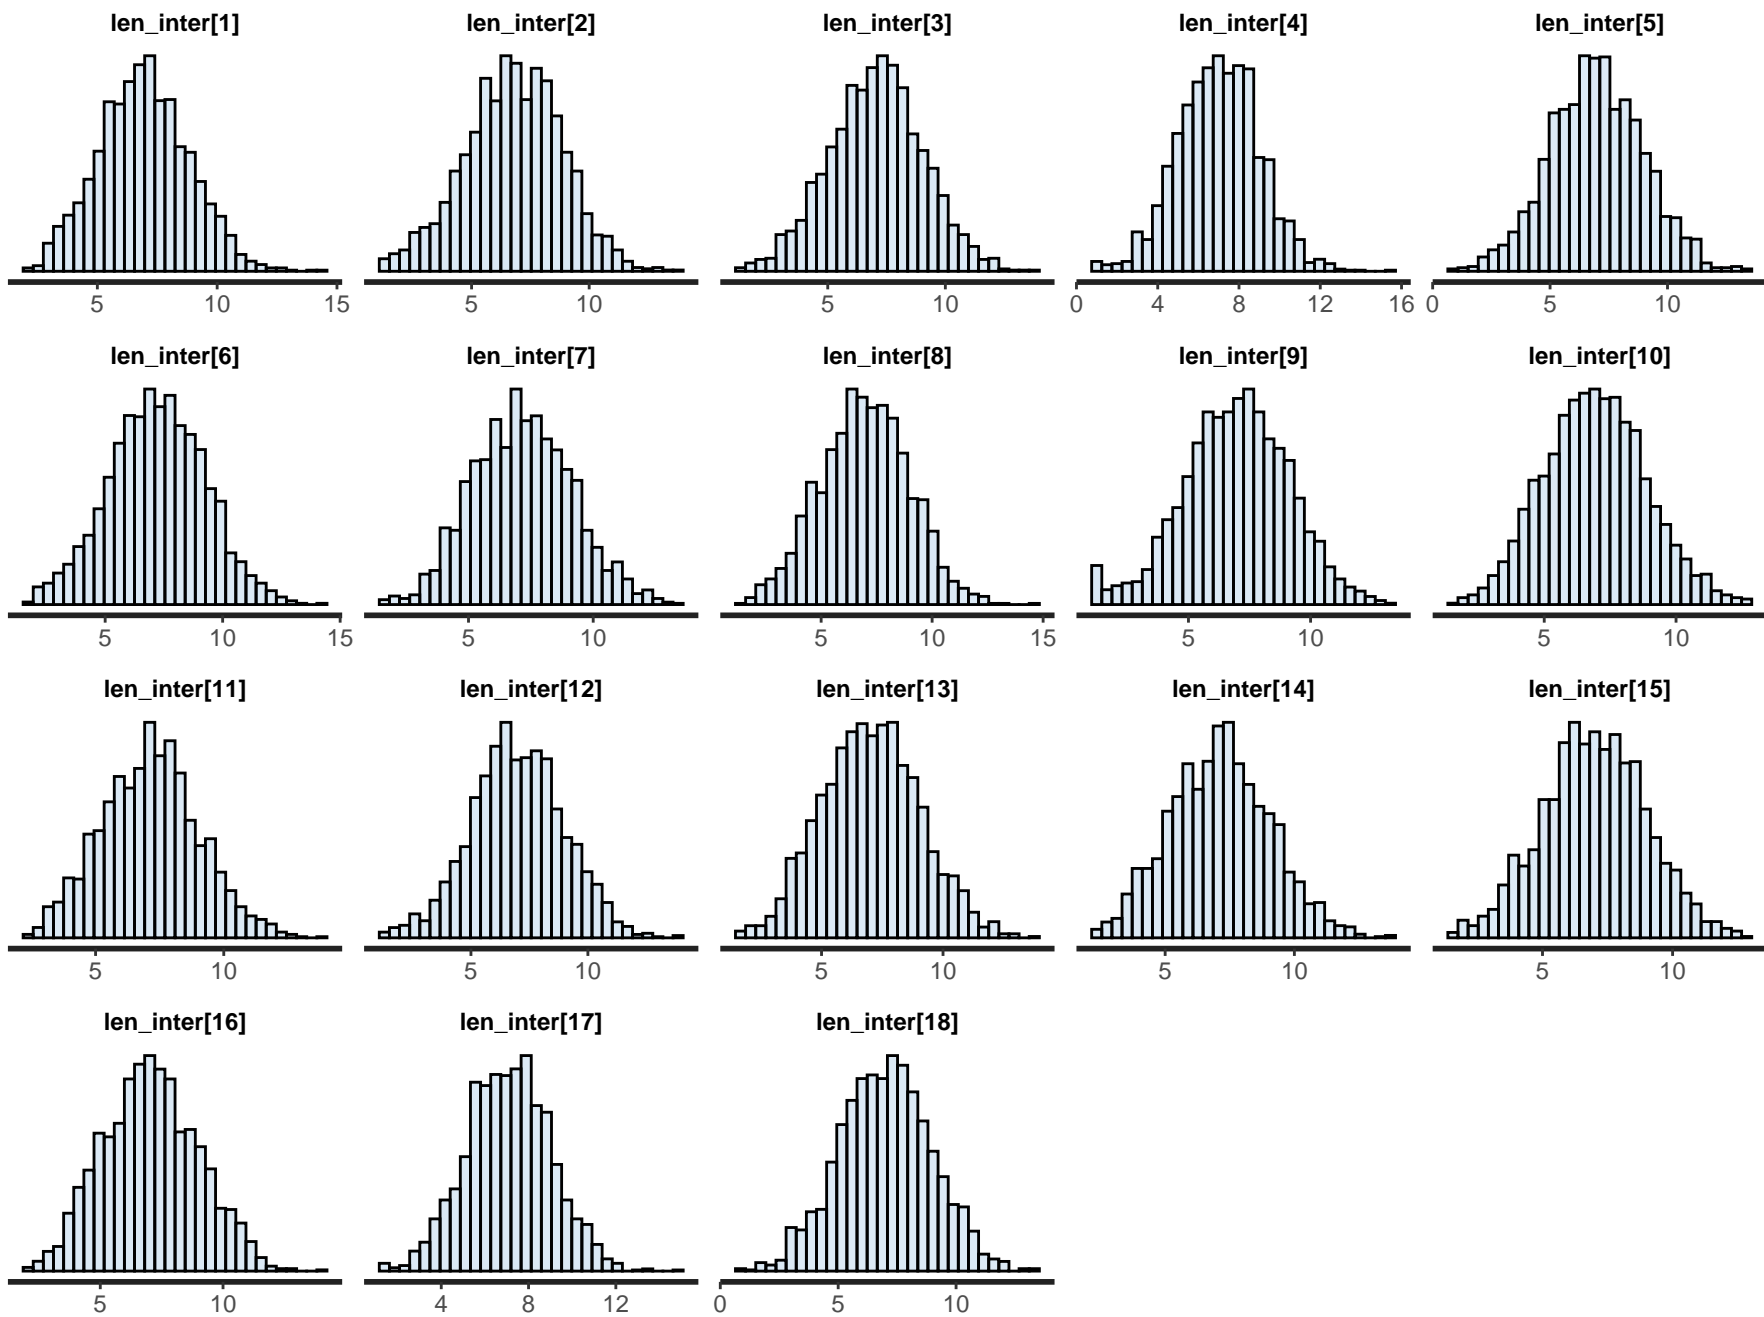 len_inter[1] len_inter[2] len_inter[3] len_inter[4] len_inter[5]
5 10 15 5 10 5 10 0 4 8 12 16 0 5 10
len_inter[6] len_inter[7] len_inter[8] len_inter[9] len_inter[10]
5 10 15 5 10 5 10 15 5 10 5 10
len_inter[11] len_inter[12] len_inter[13] len_inter[14] len_inter[15]
5 10 5 10 5 10 5 10 5 10
len_inter[16] len_inter[17] len_inter[18]
5 10 4 8 12 0 5 10